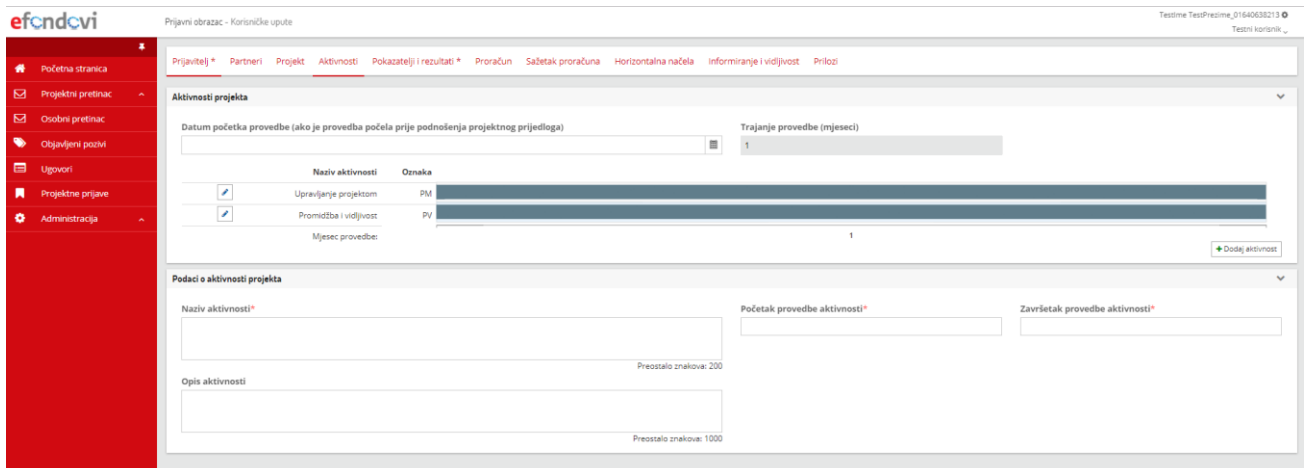 efondovi
Prijavni obrazac - Korisničke upute
TestIme TestPrezime_01640638213
Testni korisnik
Početna stranica
Projektni pretinac
Osobni pretinac
Objavljeni pozivi
Ugovori
Projektne prijave
Administracija
Prijavitelj * Partneri Projekt Aktivnosti Pokazatelji i rezultati * Proračun Sažetak proračuna Horizontalna načela Informiranje i vidljivost Prilozi
Aktivnosti projekta
Datum početka provedbe (ako je provedba počela prije podnošenja projektnog prijedloga) Trajanje provedbe (mjeseci)
1
Naziv aktivnosti Oznaka
Upravljanje projektom PM
Promidžba i vidljivost PV
Mjesec provedbe: 1
+ Dodaj aktivnost
Podaci o aktivnosti projekta
Naziv aktivnosti* Početak provedbe aktivnosti* Završetak provedbe aktivnosti*
Preostalo znakova: 200
Opis aktivnosti
Preostalo znakova: 1000